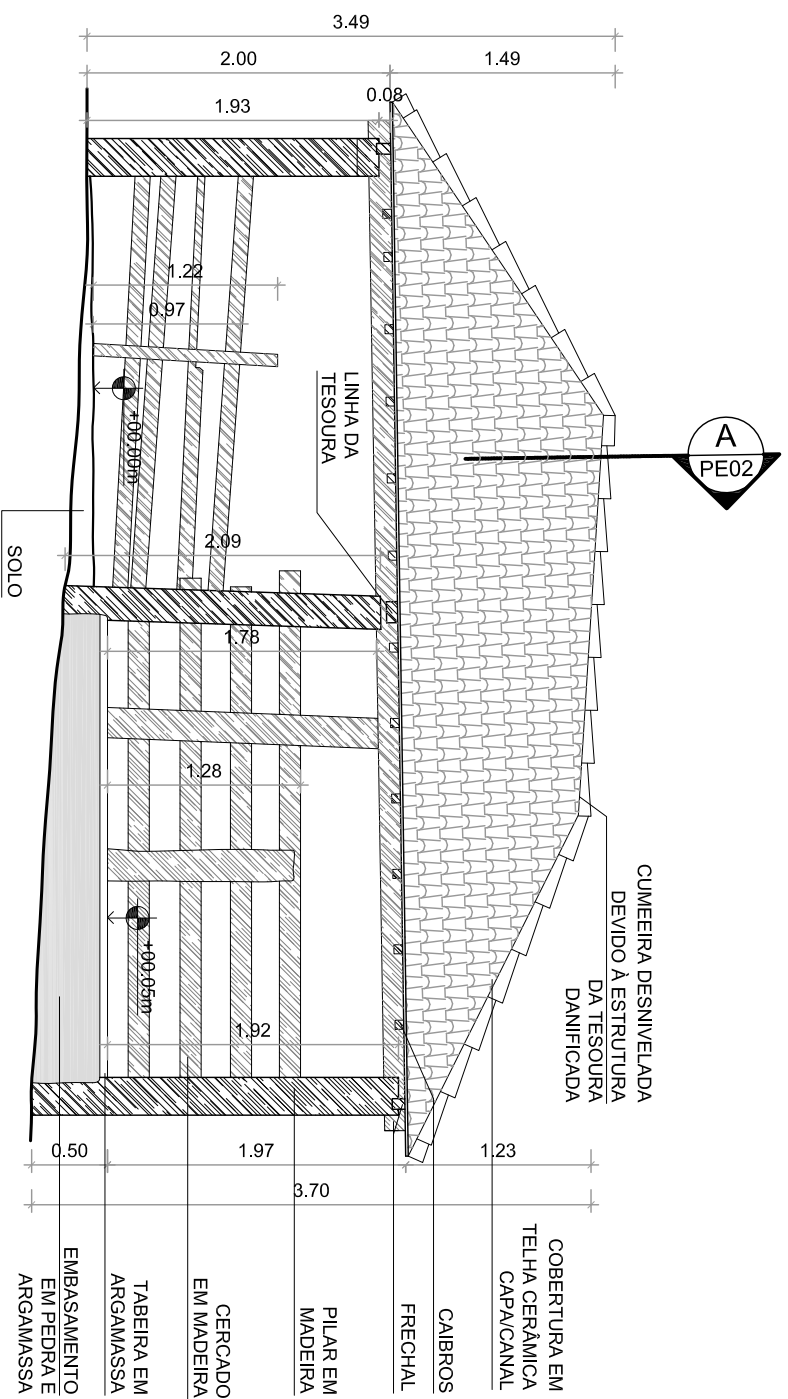 3.49
2.00
1.49
1.93
0.08
A
PE02
1.22
0.97
+00.00m
LINHA DA
TESOURA
SOLO
2.09
1.78
1.28
+00.05m
1.92
CUMEEIRA DESNIVELADA
DEVIDO À ESTRUTURA
DA TESOURA
DANIFICADA
0.50
1.97
1.23
3.70
COBERTURA EM
TELHA CERÂMICA
CAPA/CANAL
CAIBROS
FRECHAL
PILAR EM
MADEIRA
CERCADO
EM MADEIRA
TABEIRA EM
ARGAMASSA
EMBASAMENTO
EM PEDRA E
ARGAMASSA